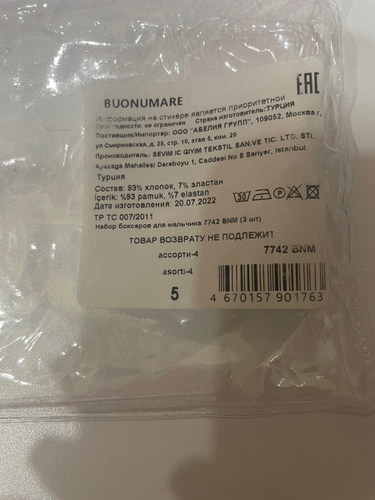 BUONUMARE
EAC
Информация на стикере является приоритетной
Срок годности: не ограничен Страна изготовитель: ТУРЦИЯ
Поставщик/Импортер: ООО "АБЕЛИЯ ГРУПП", 109052, Москва г,
ул Смирновская, д. 25, стр. 10, этаж 5, ком. 20
Производитель: SEVIM IC GIYIM TEKSTIL SAN.VE TIC. LTD. STI.
Ayazaga Mahallesi Dereboyu 1, Caddesi No 8 Sariyer, Istanbul,
Турция
Состав: 93% хлопок, 7% эластан
İçerik: %93 pamuk, %7 elastan
Дата изготовления: 20.07.2022
ТР ТС 007/2011
Набор боксеров для мальчика 7742 BNM (3 шт)
ТОВАР ВОЗВРАТУ НЕ ПОДЛЕЖИТ
ассорти-4 7742 BNM
asorti-4
5 4 670157 901763